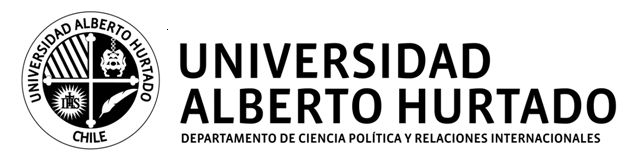 UNIVERSIDAD ALBERTO HURTADO
CHILE
IHS
UNIVERSIDAD
ALBERTO HURTADO
DEPARTAMENTO DE CIENCIA POLÍTICA Y RELACIONES INTERNACIONALES